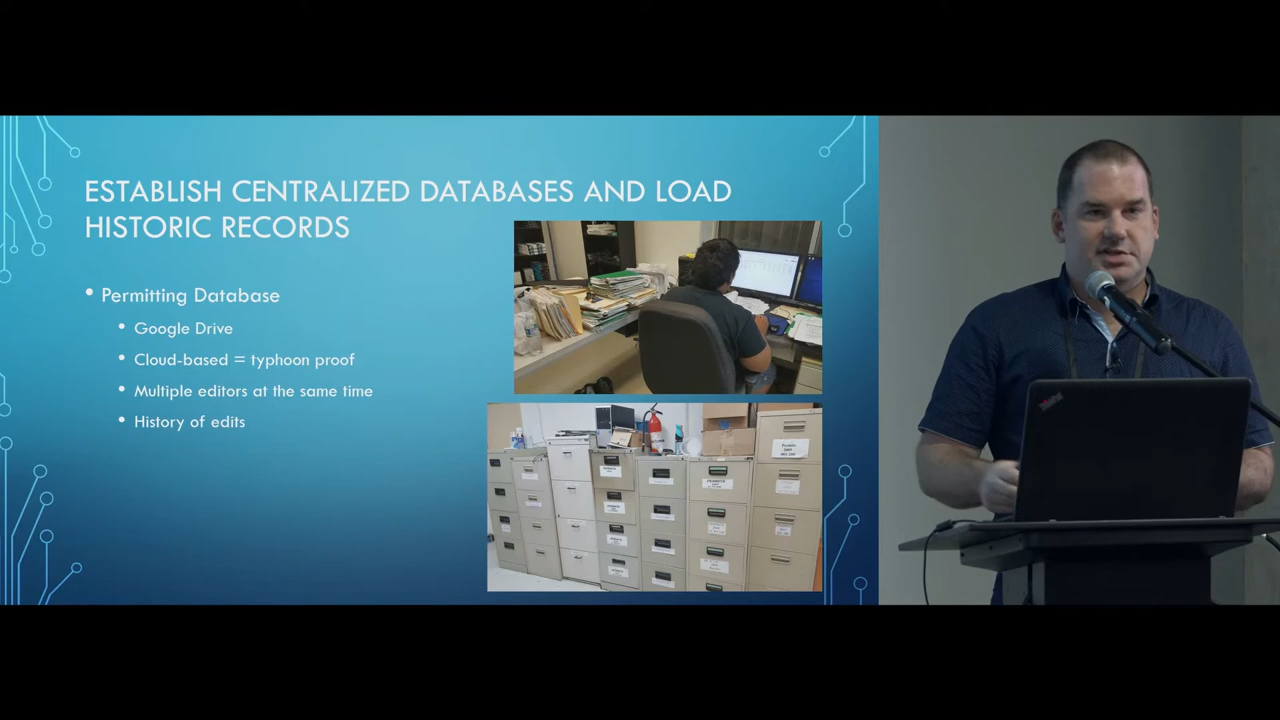 ESTABLISH CENTRALIZED DATABASES AND LOAD
HISTORIC RECORDS
• Permitting Database
• Google Drive
• Cloud-based = typhoon proof
• Multiple editors at the same time
• History of edits
ThinkPad